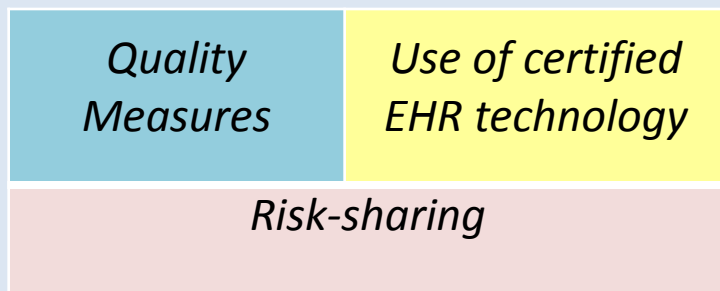 Quality
Measures
Use of certified
EHR technology
Risk-sharing